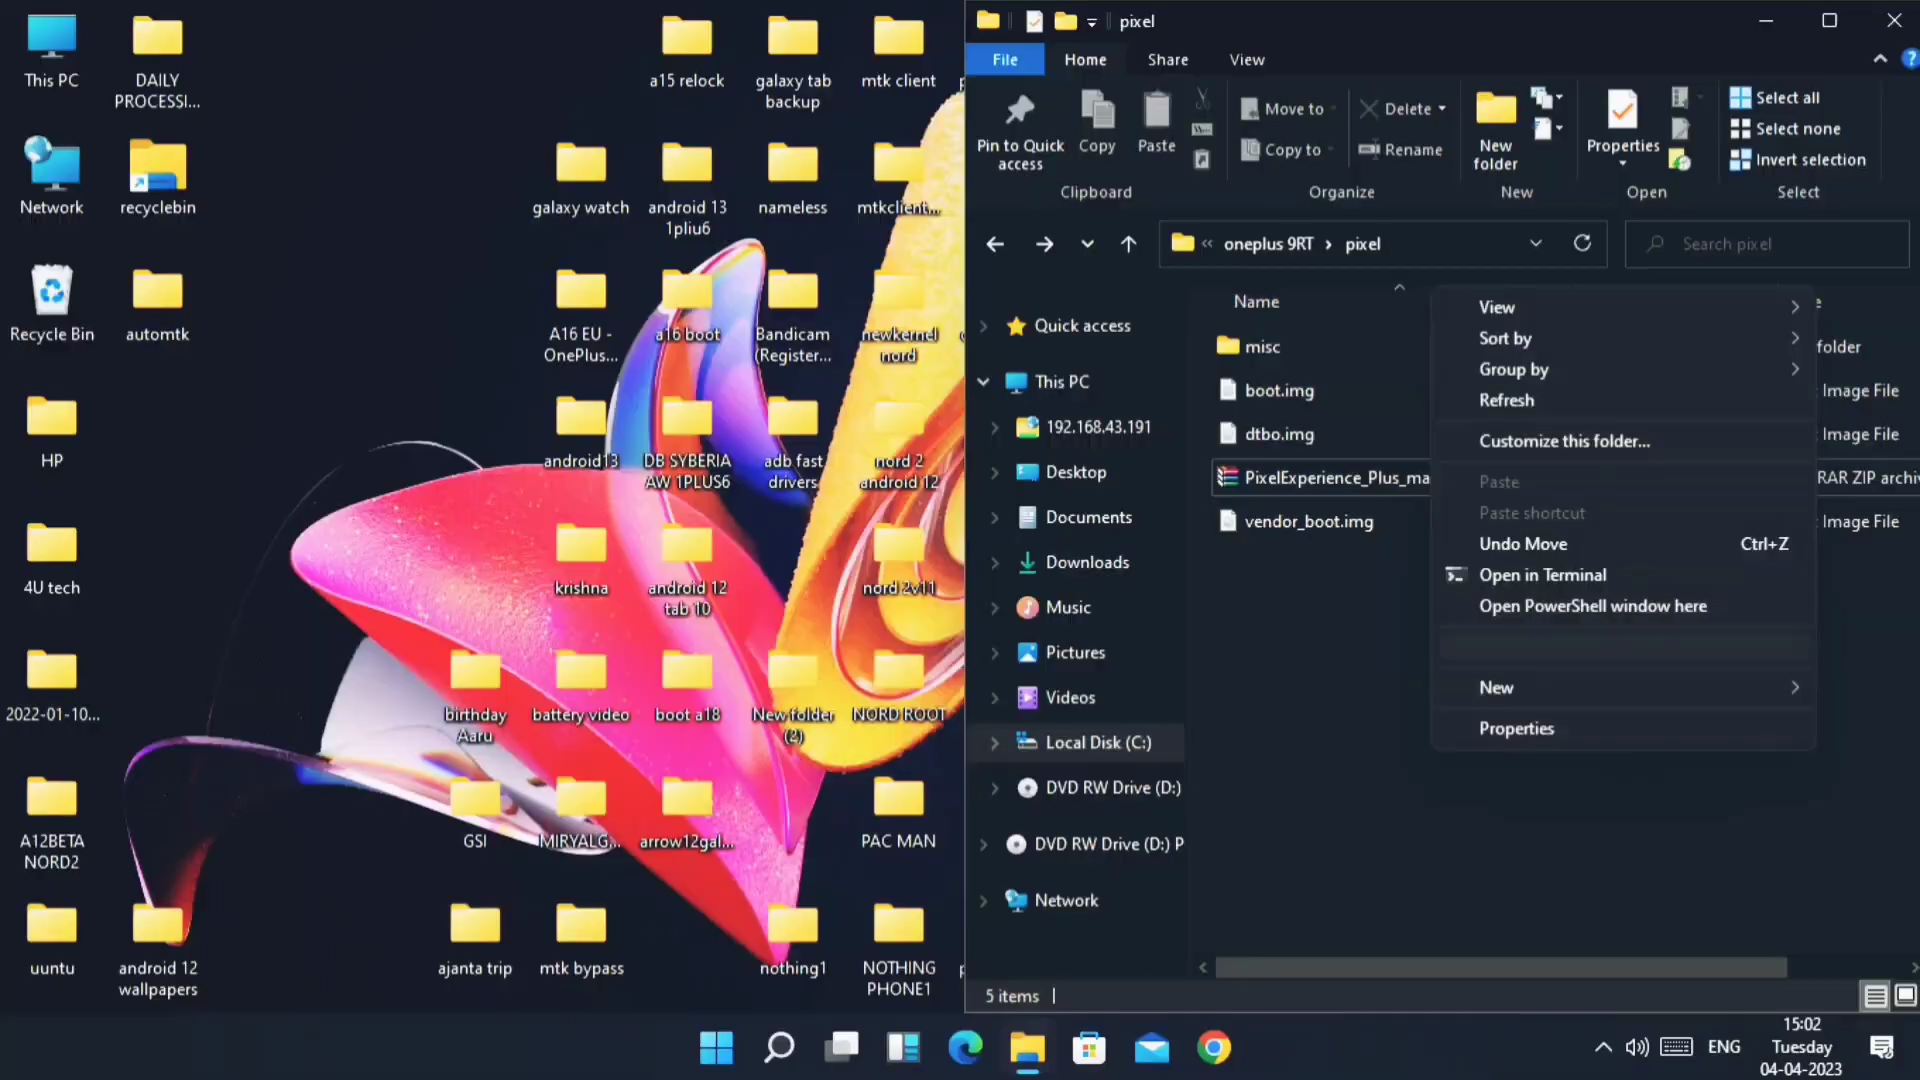 This PC
DAILY
PROCESSI...
a15 relock
galaxy tab
backup
mtk client
Network
recyclebin
galaxy watch
android 13
1pliu6
nameless
mtkclient...
Recycle Bin
automtk
A16 EU -
OnePlus...
a16 boot
Bandicam
(Register...
newkernel
nord
HP
android13
DB SYBERIA
AW 1PLUS6
adb fast
drivers
nord 2
android 12
4U tech
krishna
android 12
tab 10
nord 2v11
2022-01-10...
birthday
Aaru
battery video
boot a18
New folder
(2)
NORD ROOT
A12BETA
NORD2
GSI
MIRYALG...
arrow12gal...
PAC MAN
uuntu
android 12
wallpapers
ajanta trip
mtk bypass
nothing1
NOTHING
PHONE1
pixel
File
Home
Share
View
Pin to Quick
access
Copy
Paste
Move to
Copy to
Delete
Rename
New
folder
Properties
Select all
Select none
Invert selection
Clipboard
Organize
New
Open
Select
« oneplus 9RT › pixel
Search pixel
Quick access
This PC
192.168.43.191
Desktop
Documents
Downloads
Music
Pictures
Videos
Local Disk (C:)
DVD RW Drive (D:)
DVD RW Drive (D:) P
Network
Name
misc
folder
boot.img
Image File
dtbo.img
Image File
PixelExperience_Plus_ma
RAR ZIP archiv
vendor_boot.img
Image File
View
Sort by
Group by
Refresh
Customize this folder...
Paste
Paste shortcut
Undo Move Ctrl+Z
Open in Terminal
Open PowerShell window here
New
Properties
5 items
ENG
15:02
Tuesday
04-04-2023